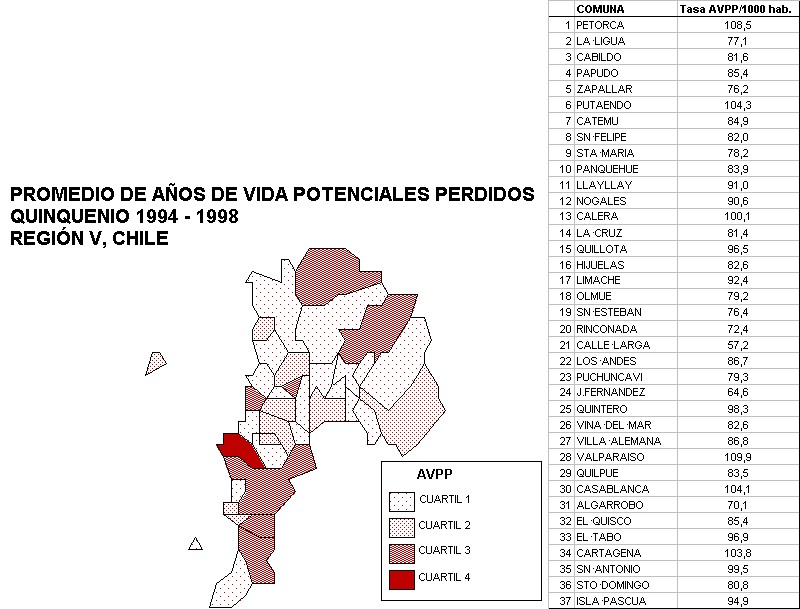 PROMEDIO DE AÑOS DE VIDA POTENCIALES PERDIDOS
QUINQUENIO 1994 - 1998
REGIÓN V, CHILE
AVPP
CUARTIL 1
CUARTIL 2
CUARTIL 3
CUARTIL 4
COMUNA Tasa AVPP/1000 hab.
1 PETORCA 108,5
2 LA·LIGUA 77,1
3 CABILDO 81,6
4 PAPUDO 85,4
5 ZAPALLAR 76,2
6 PUTAENDO 104,3
7 CATEMU 84,9
8 SN·FELIPE 82,0
9 STA·MARIA 78,2
10 PANQUEHUE 83,9
11 LLAYLLAY 91,0
12 NOGALES 90,6
13 CALERA 100,1
14 LA·CRUZ 81,4
15 QUILLOTA 96,5
16 HIJUELAS 82,6
17 LIMACHE 92,4
18 OLMUE 79,2
19 SN·ESTEBAN 76,4
20 RINCONADA 72,4
21 CALLE·LARGA 57,2
22 LOS·ANDES 86,7
23 PUCHUNCAVI 79,3
24 J.FERNANDEZ 64,6
25 QUINTERO 98,3
26 VINA·DEL·MAR 82,6
27 VILLA·ALEMANA 86,8
28 VALPARAISO 109,9
29 QUILPUE 83,5
30 CASABLANCA 104,1
31 ALGARROBO 70,1
32 EL·QUISCO 85,4
33 EL·TABO 96,9
34 CARTAGENA 103,8
35 SN·ANTONIO 99,5
36 STO·DOMINGO 80,8
37 ISLA·PASCUA 94,9